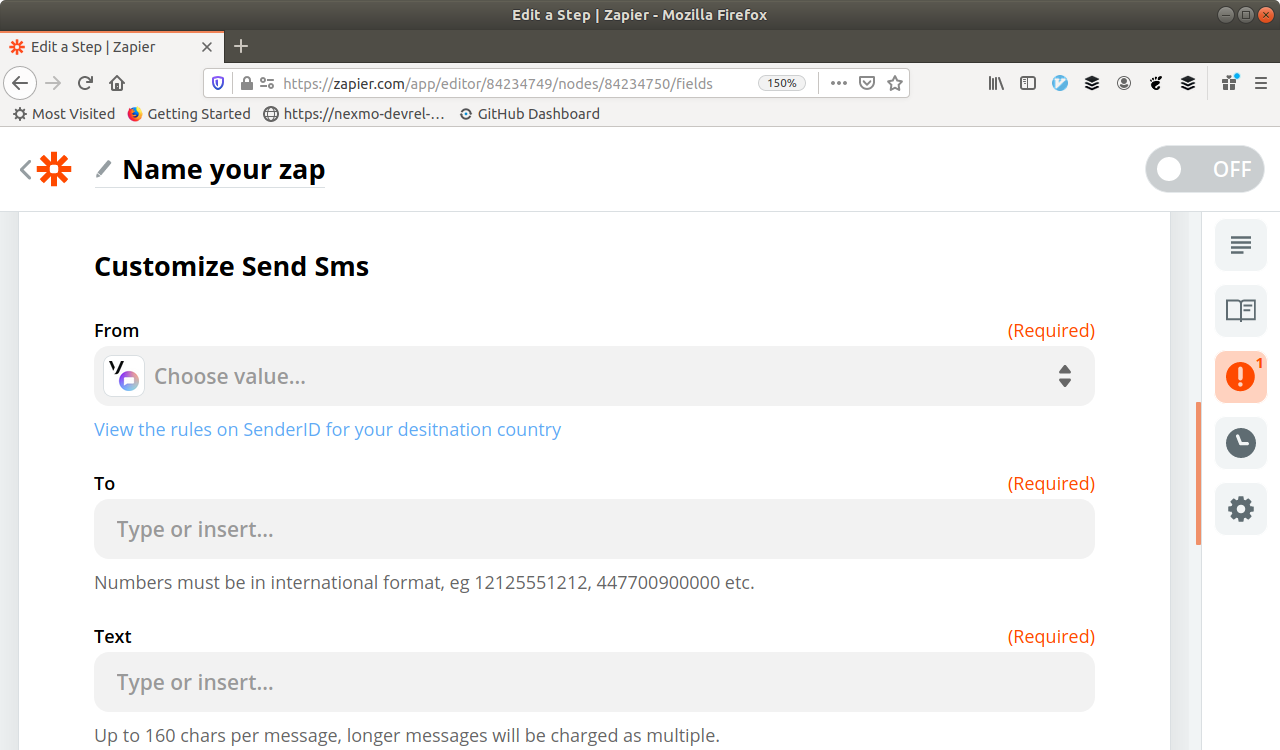 Edit a Step | Zapier - Mozilla Firefox
Edit a Step | Zapier
https://zapier.com/app/editor/84234749/nodes/84234750/fields 150%
Most Visited Getting Started https://nexmo-devrel-… GitHub Dashboard
Name your zap OFF
Customize Send Sms
From (Required)
Choose value...
1
View the rules on SenderID for your desitnation country
To (Required)
Type or insert...
Numbers must be in international format, eg 12125551212, 447700900000 etc.
Text (Required)
Type or insert...
Up to 160 chars per message, longer messages will be charged as multiple.